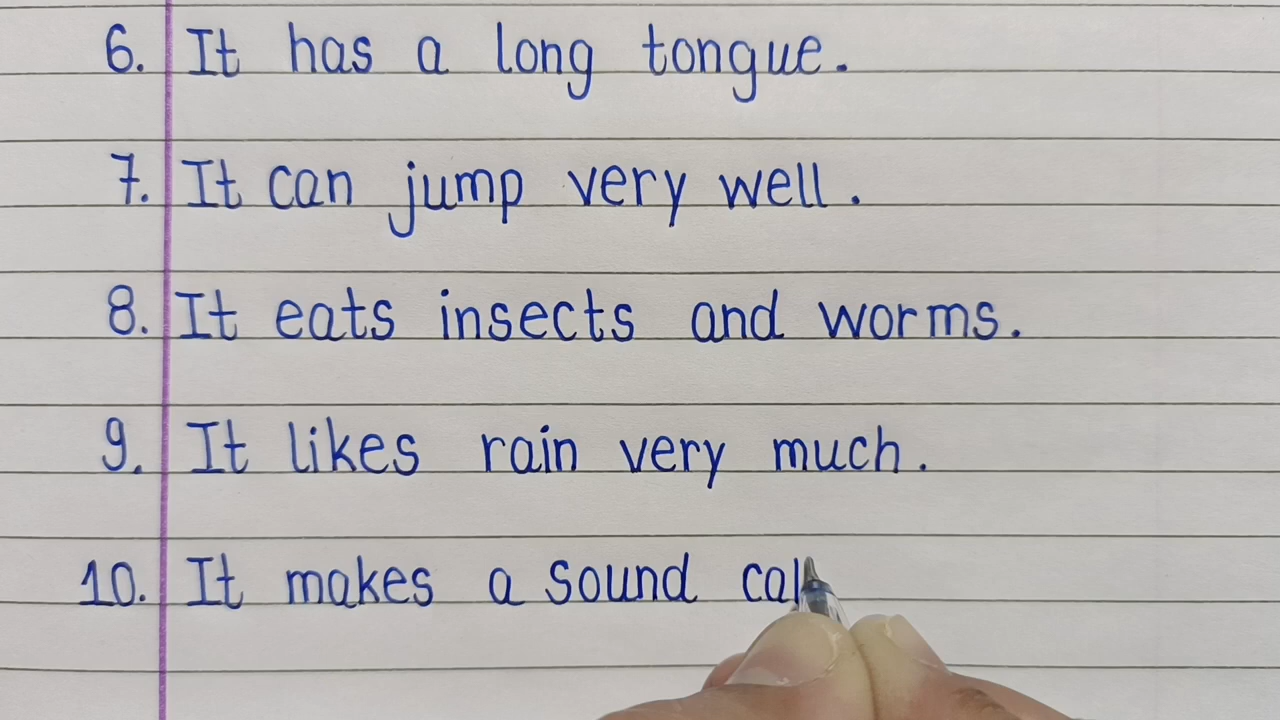 6. It has a long tongue.
7. It can jump very well.
8. It eats insects and worms.
9. It likes rain very much.
10. It makes a sound cal